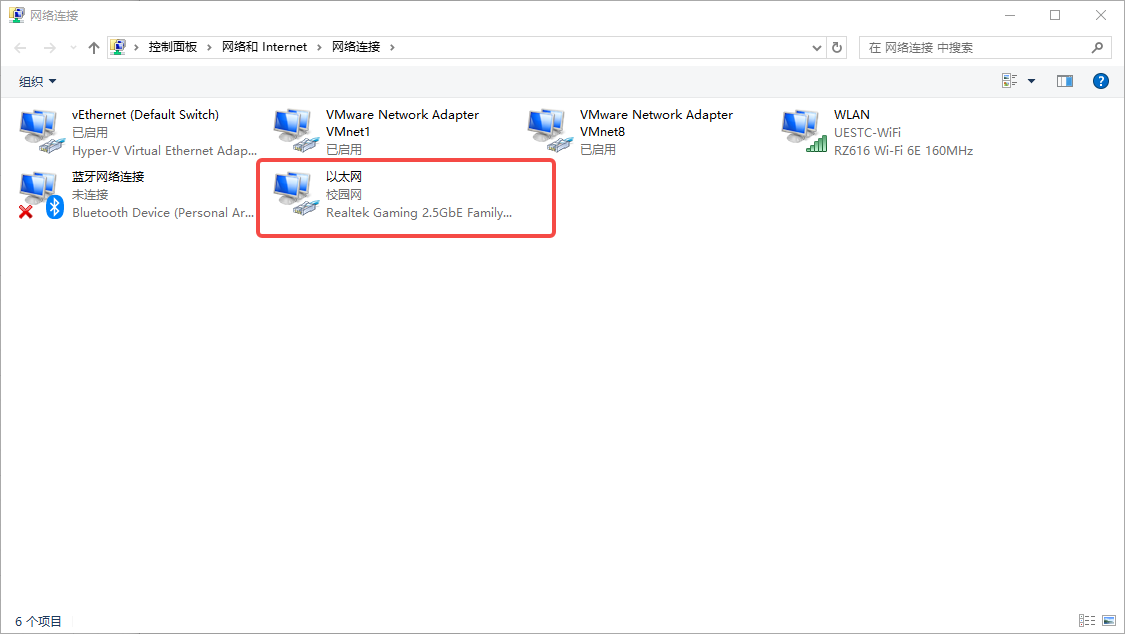 网络连接
控制面板 › 网络和 Internet › 网络连接 ›
在 网络连接 中搜索
组织
vEthernet (Default Switch)
已启用
Hyper-V Virtual Ethernet Adap...
VMware Network Adapter
VMnet1
已启用
VMware Network Adapter
VMnet8
已启用
WLAN
UESTC-WiFi
RZ616 Wi-Fi 6E 160MHz
蓝牙网络连接
未连接
Bluetooth Device (Personal Ar...
以太网
校园网
Realtek Gaming 2.5GbE Family...
6 个项目